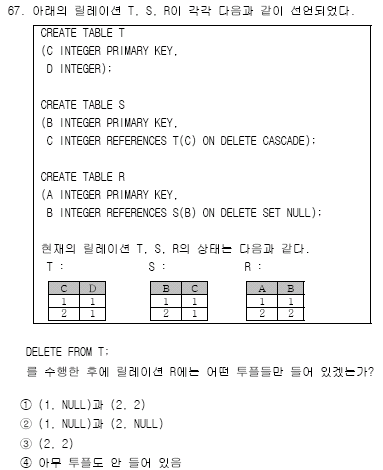 67. 아래의 릴레이션 T, S, R이 각각 다음과 같이 선언되었다.
CREATE TABLE T
(C INTEGER PRIMARY KEY,
D INTEGER);
CREATE TABLE S
(B INTEGER PRIMARY KEY,
C INTEGER REFERENCES T(C) ON DELETE CASCADE);
CREATE TABLE R
(A INTEGER PRIMARY KEY,
B INTEGER REFERENCES S(B) ON DELETE SET NULL);
현재의 릴레이션 T, S, R의 상태는 다음과 같다.
T : S : R :
C D B C A B
1 1 1 1 1 1
2 1 2 1 2 2
DELETE FROM T;
를 수행한 후에 릴레이션 R에는 어떤 투플들만 들어 있겠는가?
① (1, NULL)과 (2, 2)
② (1, NULL)과 (2, NULL)
③ (2, 2)
④ 아무 투플도 안 들어 있음